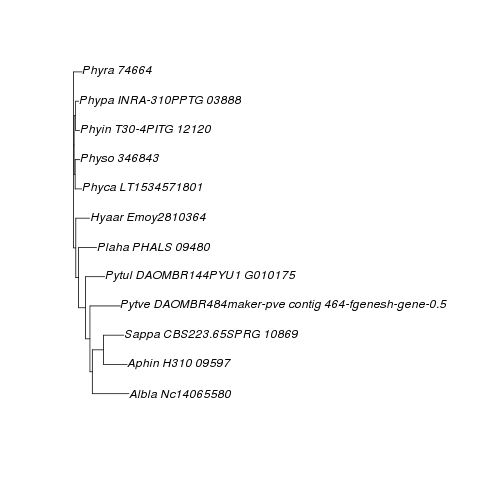 Phyra 74664
Phypa INRA-310PPTG 03888
Phyin T30-4PITG 12120
Physo 346843
Phyca LT1534571801
Hyaar Emoy2810364
Plaha PHALS 09480
Pytul DAOMBR144PYU1 G010175
Pytve DAOMBR484maker-pve contig 464-fgenesh-gene-0.5
Sappa CBS223.65SPRG 10869
Aphin H310 09597
Albla Nc14065580